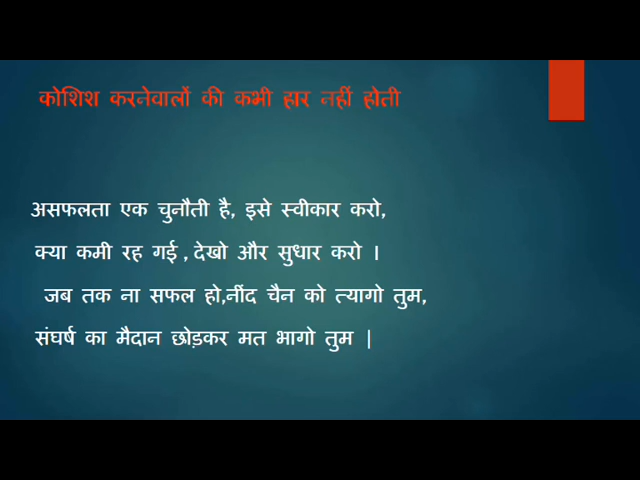 कोशिश करनेवालों की कभी हार नहीं होती
असफलता एक चुनौती है, इसे स्वीकार करो,
क्या कमी रह गई , देखो और सुधार करो ।
जब तक ना सफल हो,नींद चैन को त्यागो तुम,
संघर्ष का मैदान छोड़कर मत भागो तुम |